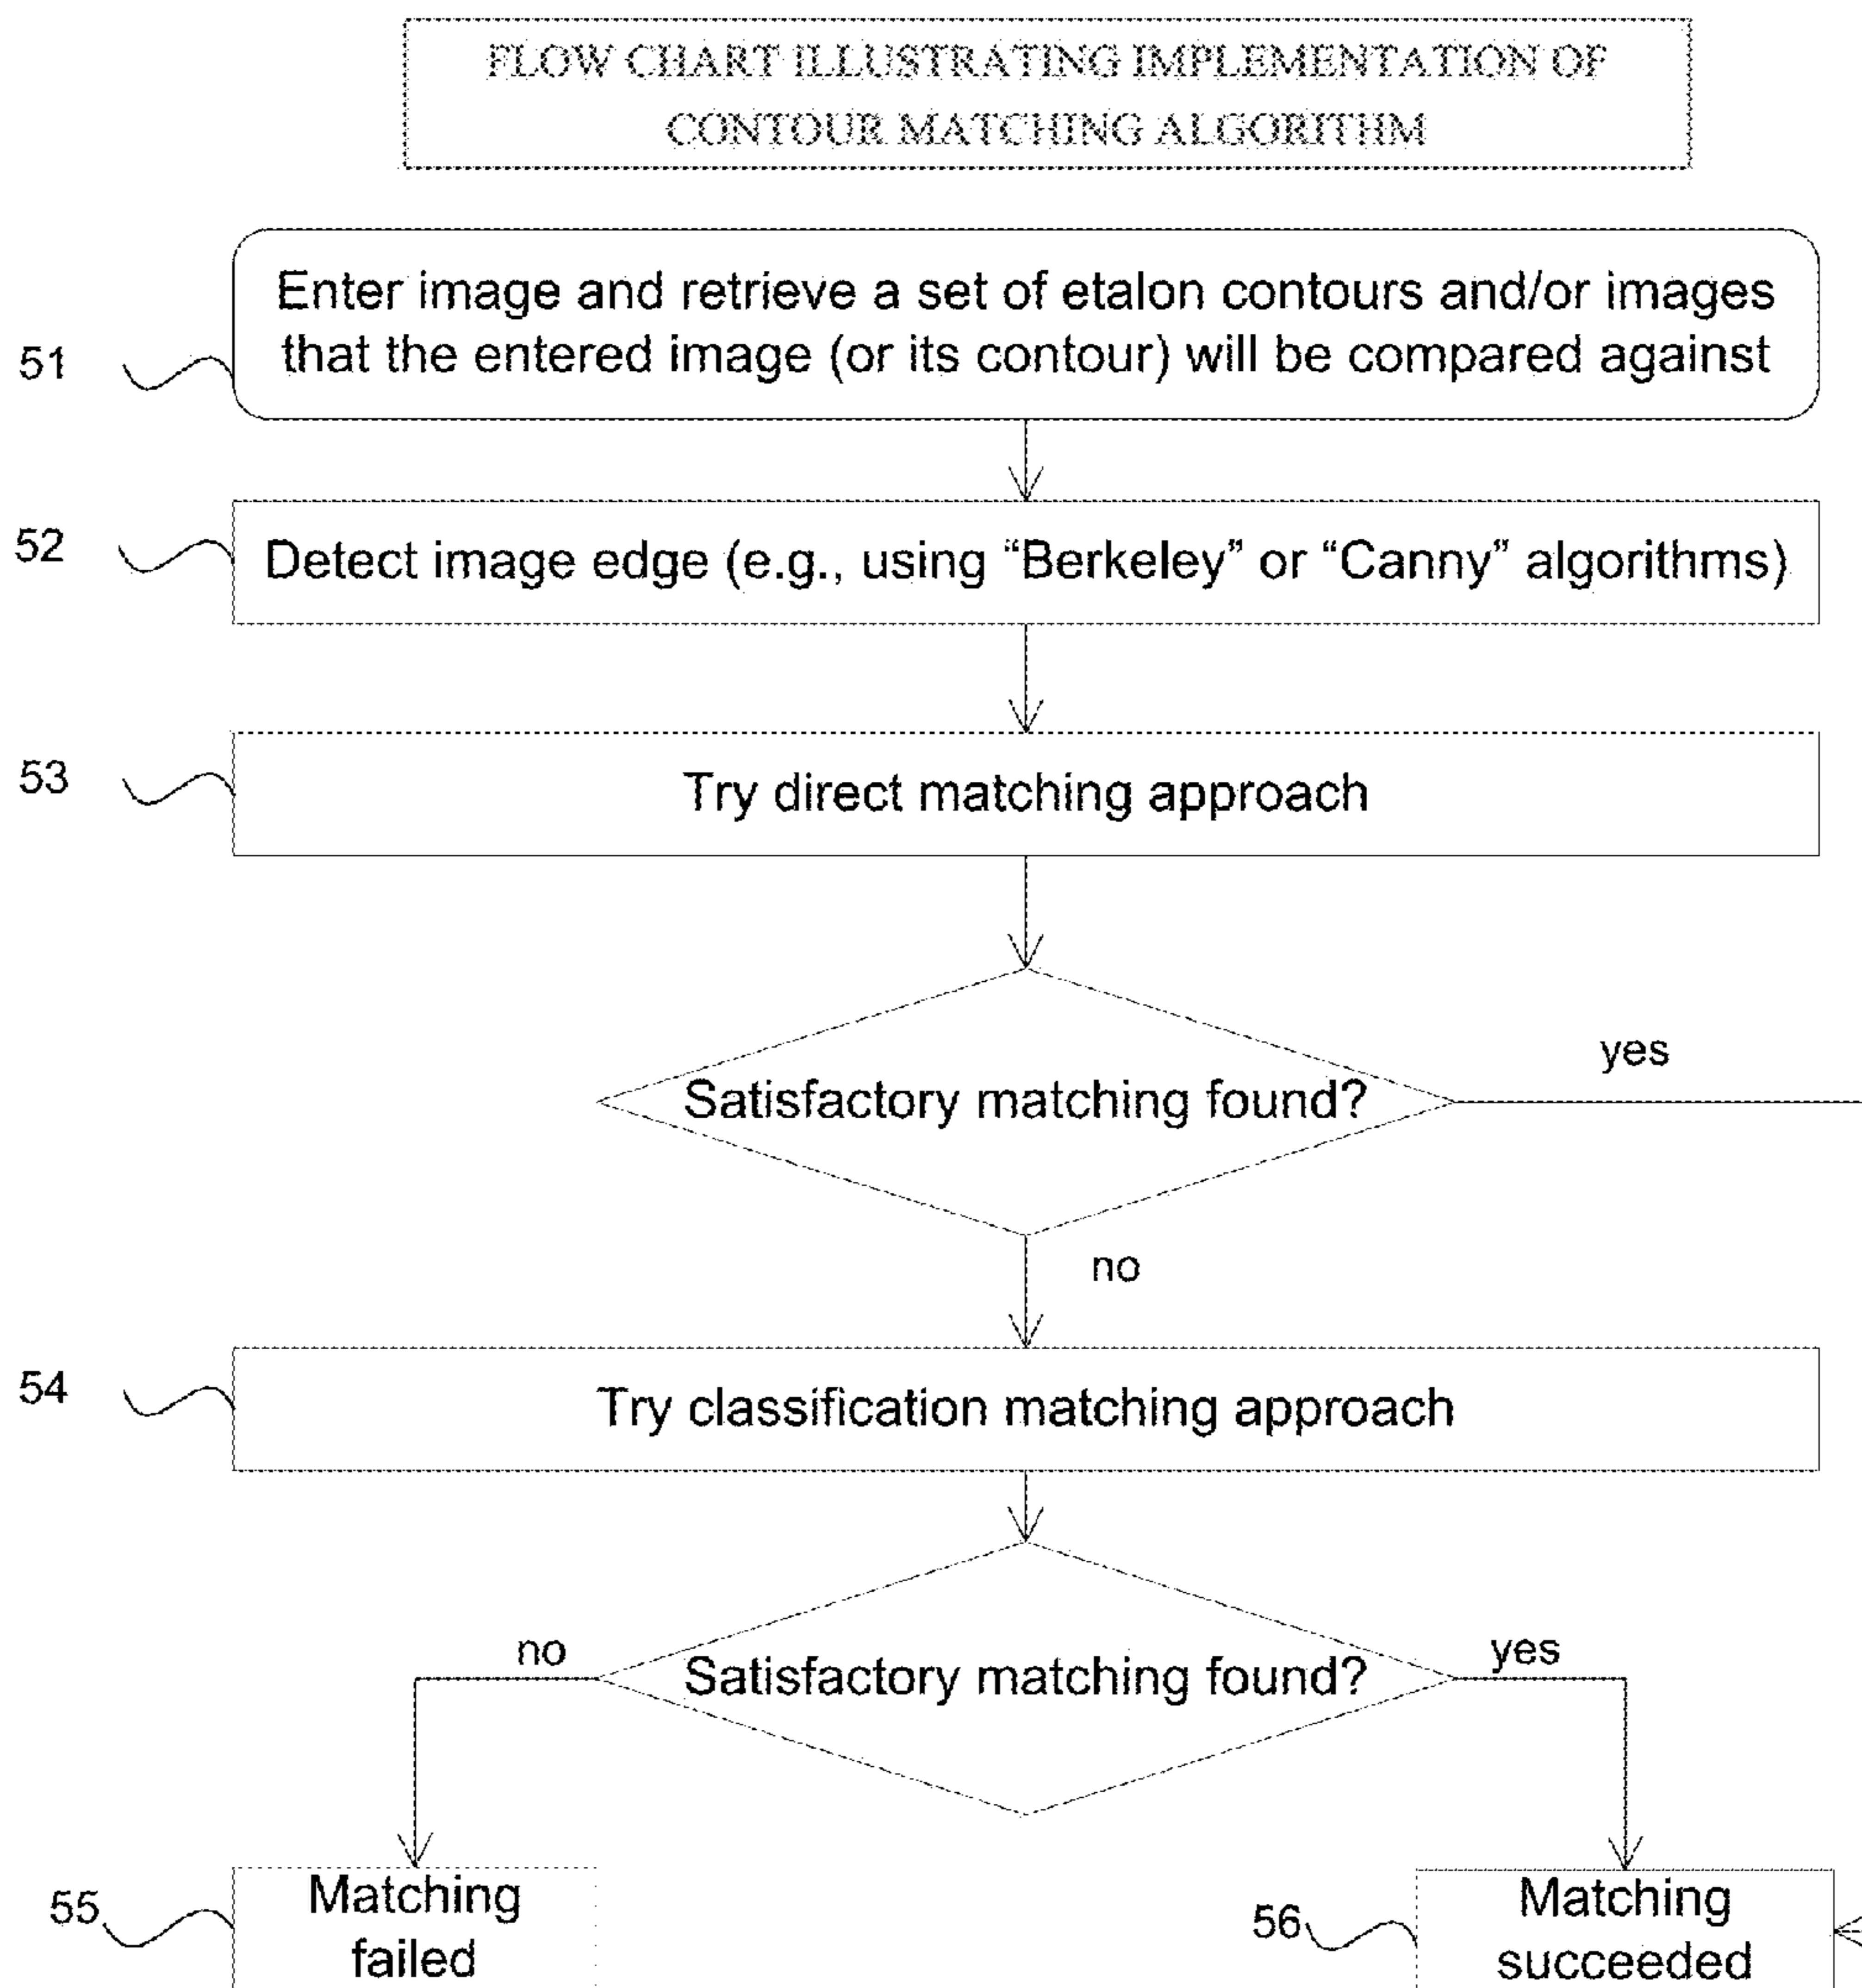 FLOW CHART ILLUSTRATING IMPLEMENTATION OF
CONTOUR MATCHING ALGORITHM
51
Enter image and retrieve a set of etalon contours and/or images
that the entered image (or its contour) will be compared against
52
Detect image edge (e.g., using “Berkeley” or “Canny” algorithms)
53
Try direct matching approach
Satisfactory matching found?
yes
no
54
Try classification matching approach
Satisfactory matching found?
no
yes
55
Matching
failed
56
Matching
succeeded